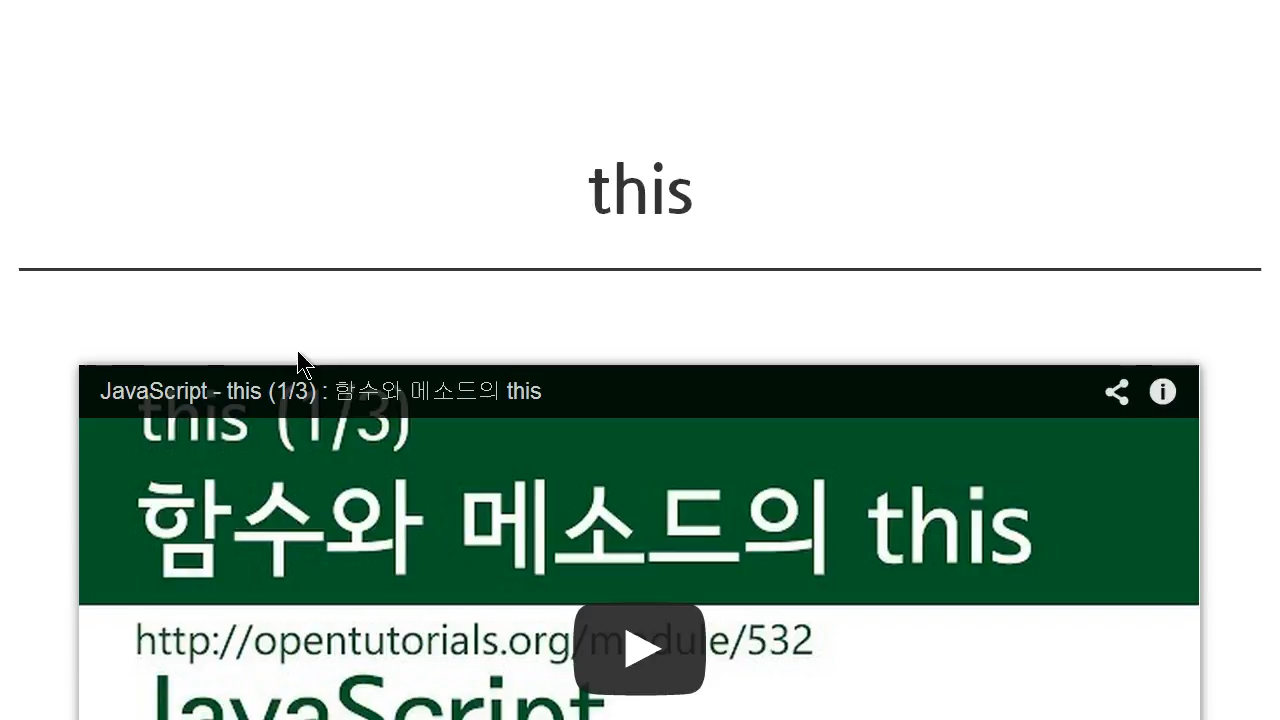 this
JavaScript - this (1/3) : 함수와 메소드의 this
this (1/3)
함수와 메소드의 this
http://opentutorials.org/module/532
JavaScript